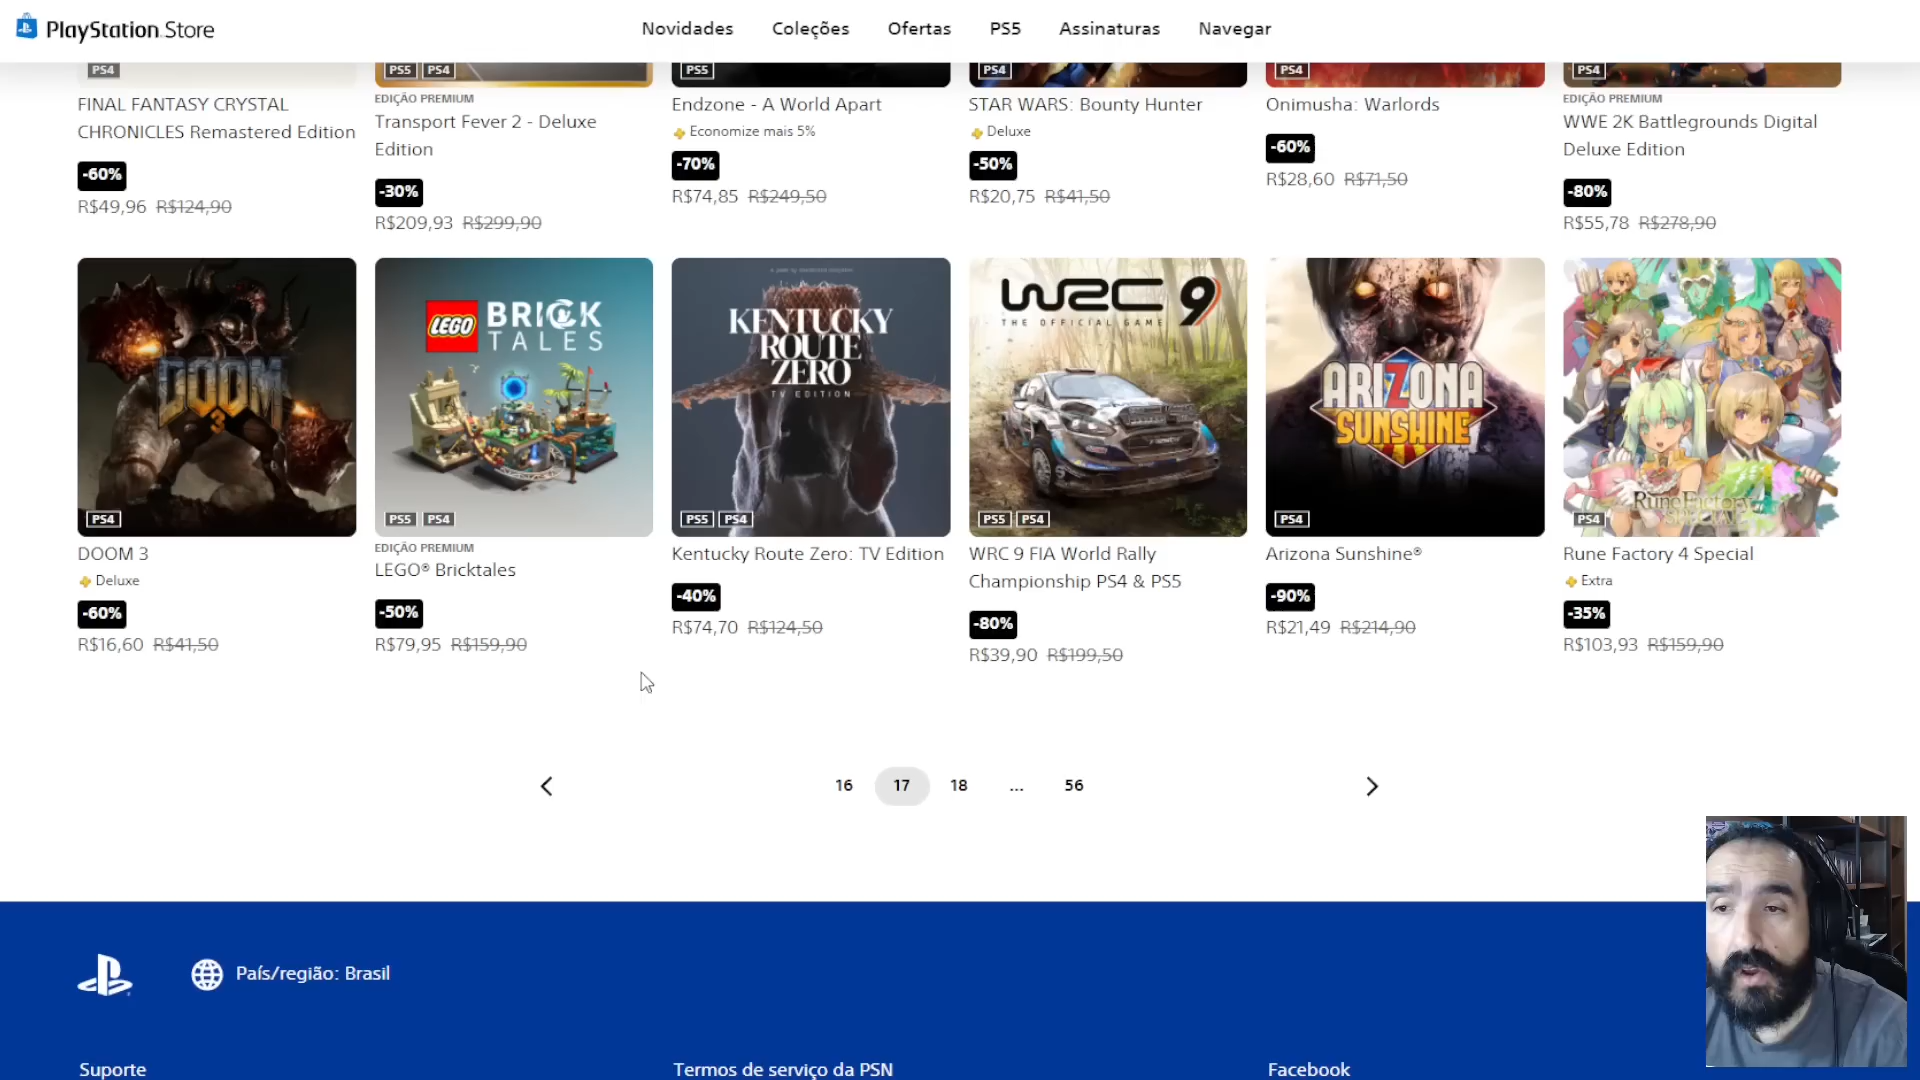 PlayStation Store
Novidades
Coleções
Ofertas
PS5
Assinaturas
Navegar
PS4
PS5 PS4
PS5
PS4
PS4
PS4
FINAL FANTASY CRYSTAL
CHRONICLES Remastered Edition
-60%
R$49,96 R$124,90
EDIÇÃO PREMIUM
Transport Fever 2 - Deluxe
Edition
-30%
R$209,93 R$299,90
Endzone - A World Apart
Economize mais 5%
-70%
R$74,85 R$249,50
STAR WARS: Bounty Hunter
Deluxe
-50%
R$20,75 R$41,50
Onimusha: Warlords
-60%
R$28,60 R$71,50
EDIÇÃO PREMIUM
WWE 2K Battlegrounds Digital
Deluxe Edition
-80%
R$55,78 R$278,90
DOOM
3
PS4
DOOM 3
Deluxe
-60%
R$16,60 R$41,50
LEGO BRICK
TALES
PS5 PS4
EDIÇÃO PREMIUM
LEGO® Bricktales
-50%
R$79,95 R$159,90
KENTUCKY
ROUTE
ZERO
TV EDITION
PS5 PS4
Kentucky Route Zero: TV Edition
-40%
R$74,70 R$124,50
WRC 9
THE OFFICIAL GAME
PS5 PS4
WRC 9 FIA World Rally
Championship PS4 & PS5
-80%
R$39,90 R$199,50
ARIZONA
SUNSHINE
PS4
Arizona Sunshine®
-90%
R$21,49 R$214,90
Rune Factory
SPECIAL
PS4
Rune Factory 4 Special
Extra
-35%
R$103,93 R$159,90
16 17 18 ... 56
País/região: Brasil
Suporte
Termos de serviço da PSN
Facebook